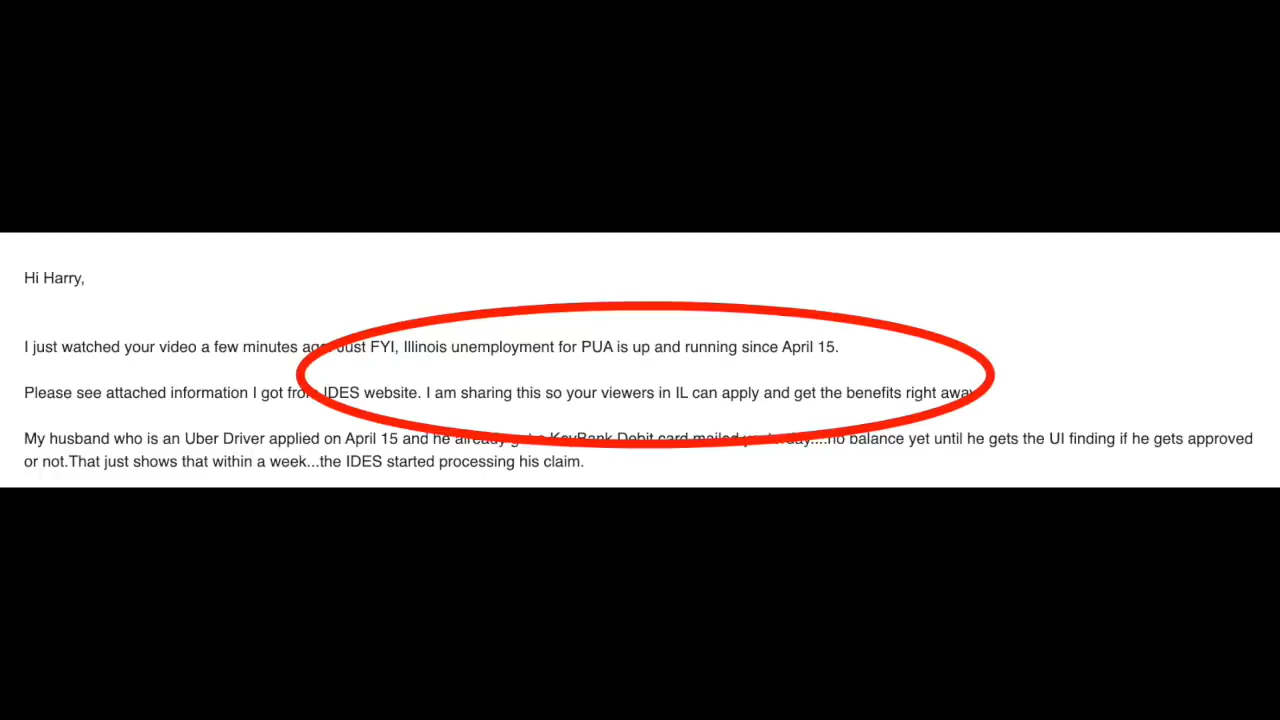 Hi Harry,
I just watched your video a few minutes ago. Just FYI, Illinois unemployment for PUA is up and running since April 15.
Please see attached information I got from IDES website. I am sharing this so your viewers in IL can apply and get the benefits right away
My husband who is an Uber Driver applied on April 15 and he already got a KeyBank Debit card mailed yesterday....no balance yet until he gets the UI finding if he gets approved
or not.That just shows that within a week...the IDES started processing his claim.